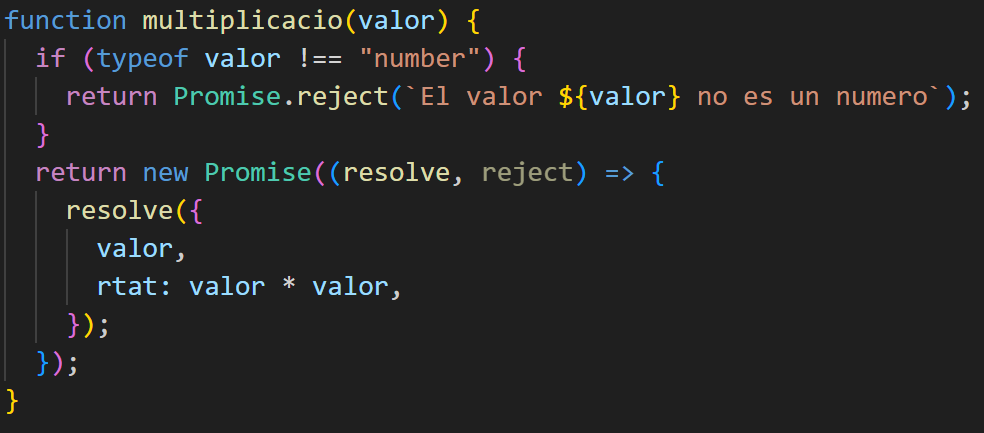 function multiplicacio(valor) {
  if (typeof valor !== "number") {
    return Promise.reject(`El valor ${valor} no es un numero`);
  }
  return new Promise((resolve, reject) => {
    resolve({
      valor,
      rtat: valor * valor,
    });
  });
}